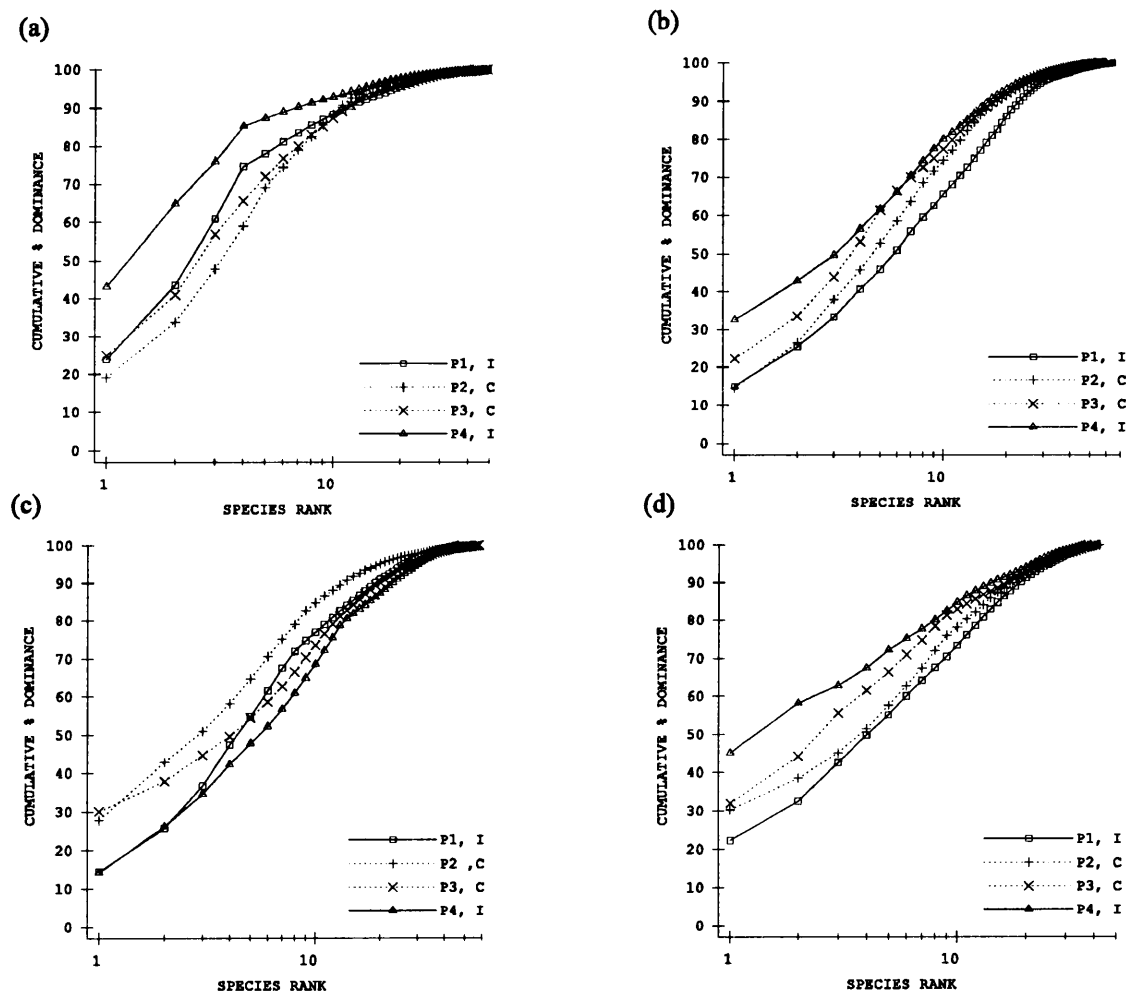 (a)
100
90
80
70
60
50
40
30
20
10
0
CUMULATIVE % DOMINANCE
P1, I
P2, C
P3, C
P4, I
1
10
SPECIES RANK
(b)
100
90
80
70
60
50
40
30
20
10
0
CUMULATIVE % DOMINANCE
P1, I
P2, C
P3, C
P4, I
1
10
SPECIES RANK
(c)
100
90
80
70
60
50
40
30
20
10
0
CUMULATIVE % DOMINANCE
P1, I
P2 ,C
P3, C
P4, I
1
10
SPECIES RANK
(d)
100
90
80
70
60
50
40
30
20
10
0
CUMULATIVE % DOMINANCE
P1, I
P2, C
P3, C
P4, I
1
10
SPECIES RANK